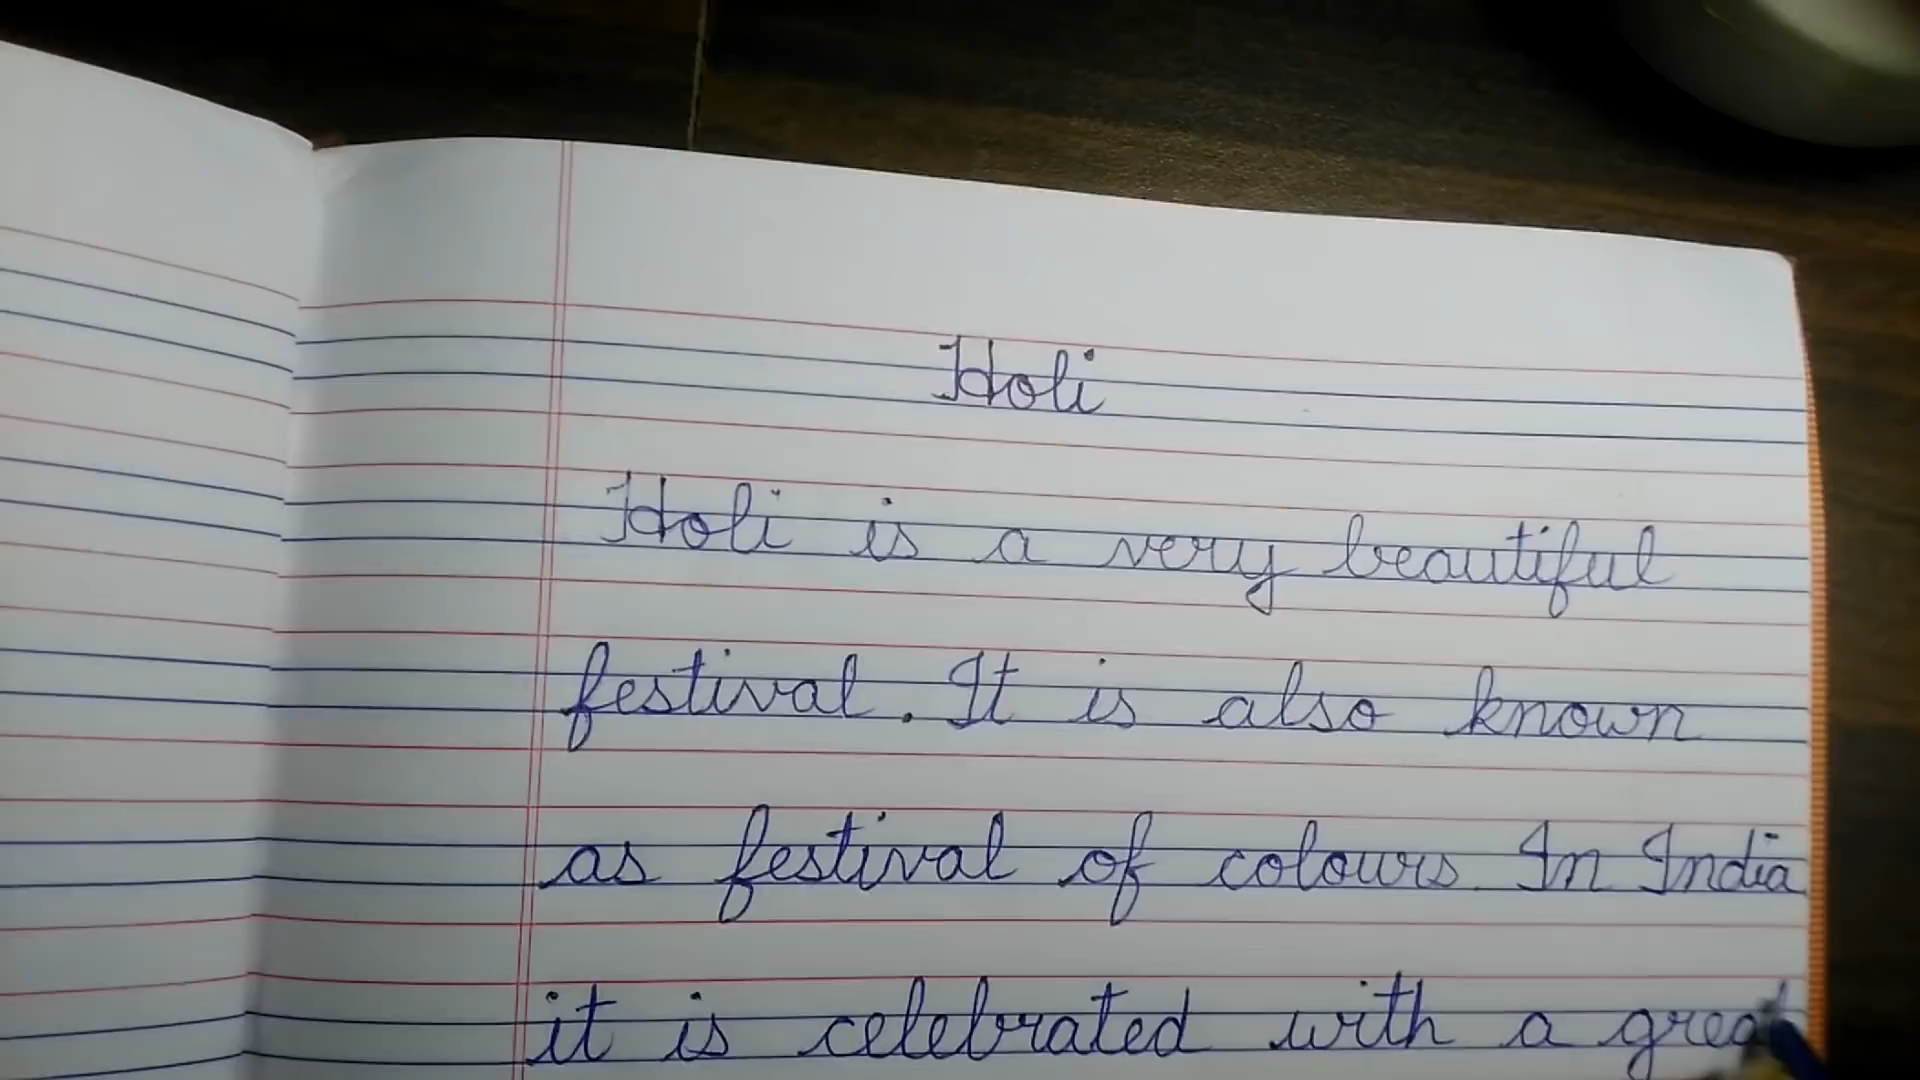 Holi
Holi is a very beautiful
festival. It is also known
as festival of colours. In India
it is celebrated with a great